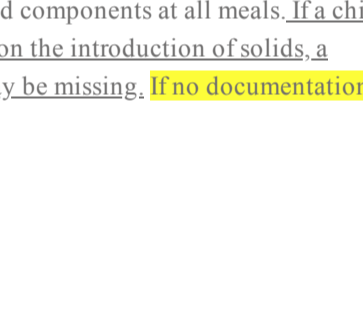 d components at all meals. If a chi
on the introduction of solids, a
y be missing. If no documentation